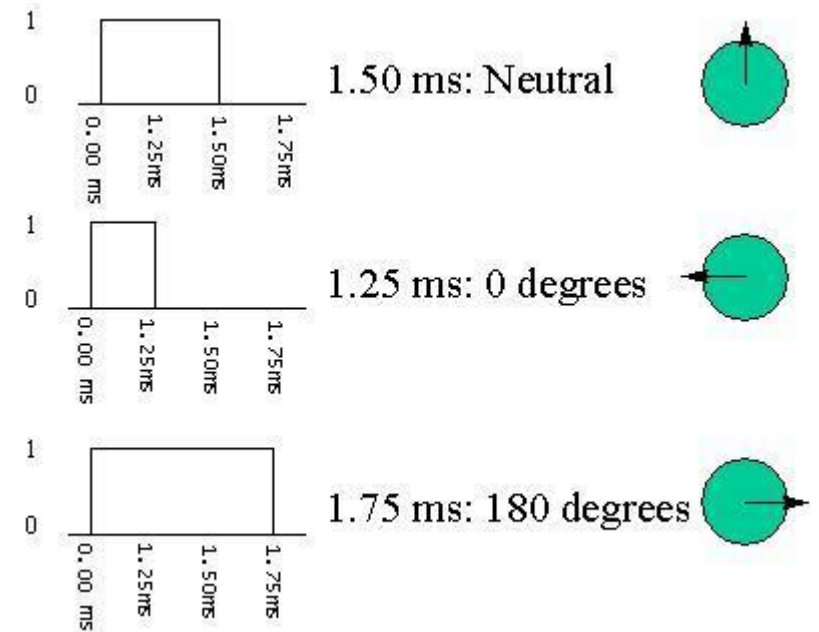 1
1.50 ms: Neutral
0
0.00 ms
1.25ms
1.50ms
1.75ms
1
1.25 ms: 0 degrees
0
0.00 ms
1.25ms
1.50ms
1.75ms
1
1.75 ms: 180 degrees
0
0.00 ms
1.25ms
1.50ms
1.75ms